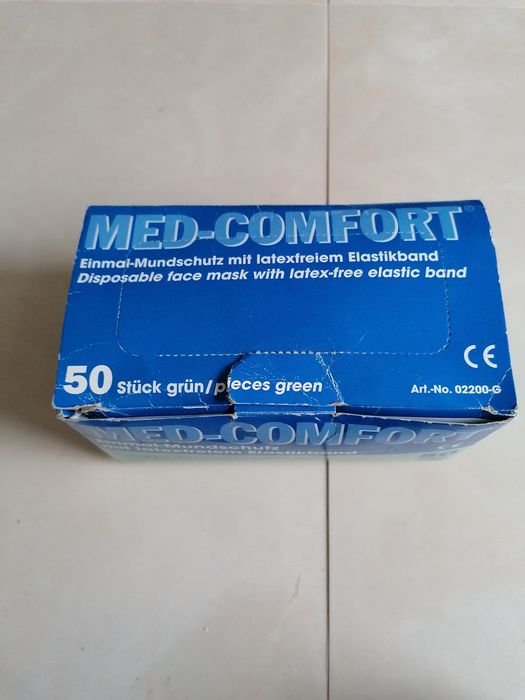 MED-COMFORT®
Einmal-Mundschutz mit latexfreiem Elastikband
Disposable face mask with latex-free elastic band
CE
50 Stück grün/pieces green
Art.-No. 02200-G
MED-COMFORT
Elastikband